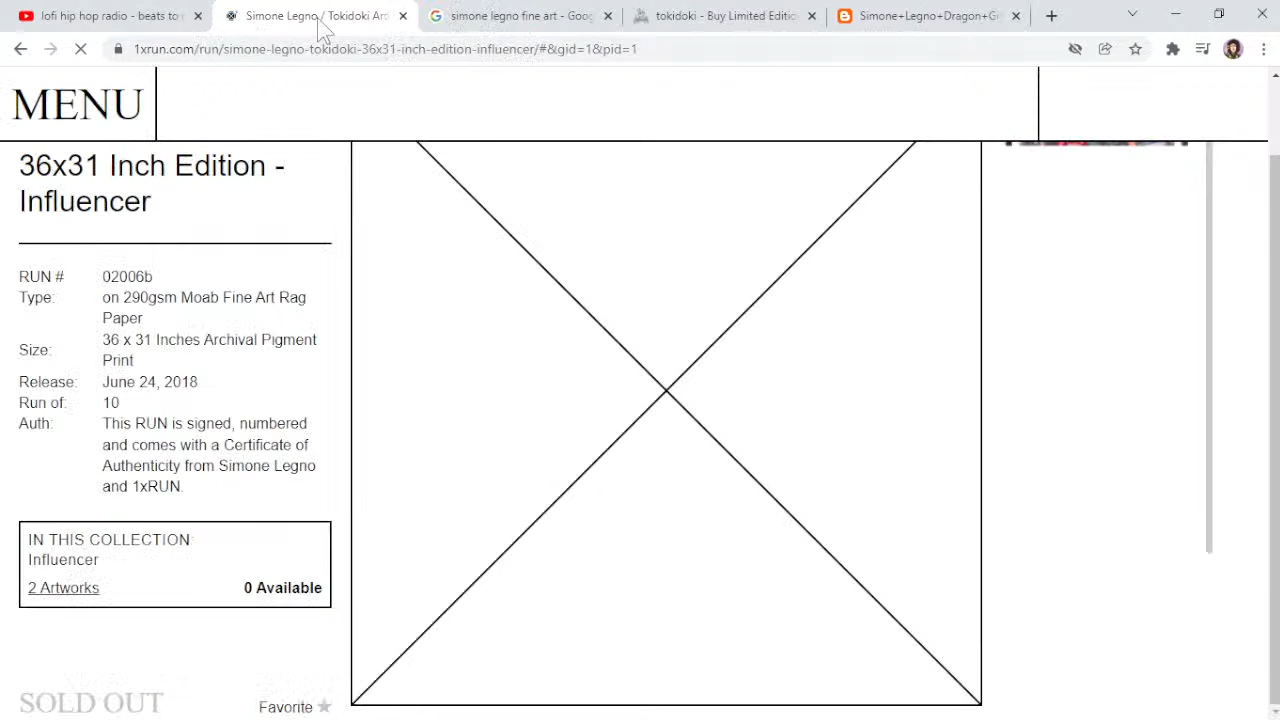 lofi hip hop radio - beats to
Simone Legno / Tokidoki Art
simone legno fine art - Goog
tokidoki - Buy Limited Edition
Simone+Legno+Dragon+G
1xrun.com/run/simone-legno-tokidoki-36x31-inch-edition-influencer/#&gid=1&pid=1
MENU
36x31 Inch Edition -
Influencer
RUN # 02006b
Type: on 290gsm Moab Fine Art Rag
Paper
Size: 36 x 31 Inches Archival Pigment
Print
Release: June 24, 2018
Run of: 10
Auth: This RUN is signed, numbered
and comes with a Certificate of
Authenticity from Simone Legno
and 1xRUN.
IN THIS COLLECTION:
Influencer
2 Artworks 0 Available
SOLD OUT Favorite